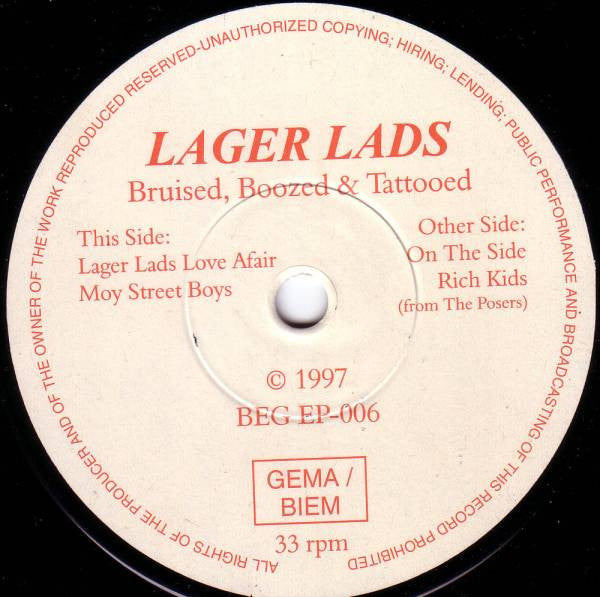 ALL RIGHTS OF THE PRODUCER AND OF THE OWNER OF THE WORK REPRODUCED RESERVED-UNAUTHORIZED COPYING; HIRING; LENDING; PUBLIC PERFORMANCE AND BROADCASTING OF THIS RECORD PROHIBITED
LAGER LADS
Bruised, Boozed & Tattooed
This Side:
Lager Lads Love Afair
Moy Street Boys
Other Side:
On The Side
Rich Kids
(from The Posers)
© 1997
BEG EP-006
GEMA /
BIEM
33 rpm